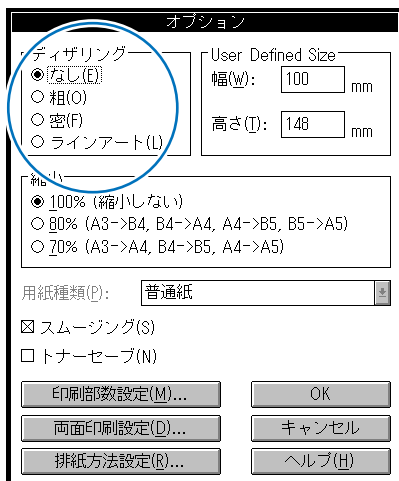 オプション
ディザリング
なし(E)
粗(O)
密(F)
ラインアート(L)
User Defined Size
幅(W): 100 mm
高さ(T): 148 mm
縮小
100% (縮小しない)
80% (A3->B4, B4->A4, A4->B5, B5->A5)
70% (A3->A4, B4->B5, A4->A5)
用紙種類(P): 普通紙
スムージング(S)
トナーセーブ(N)
印刷部数設定(M)... OK
両面印刷設定(D)... キャンセル
排紙方法設定(R)... ヘルプ(H)